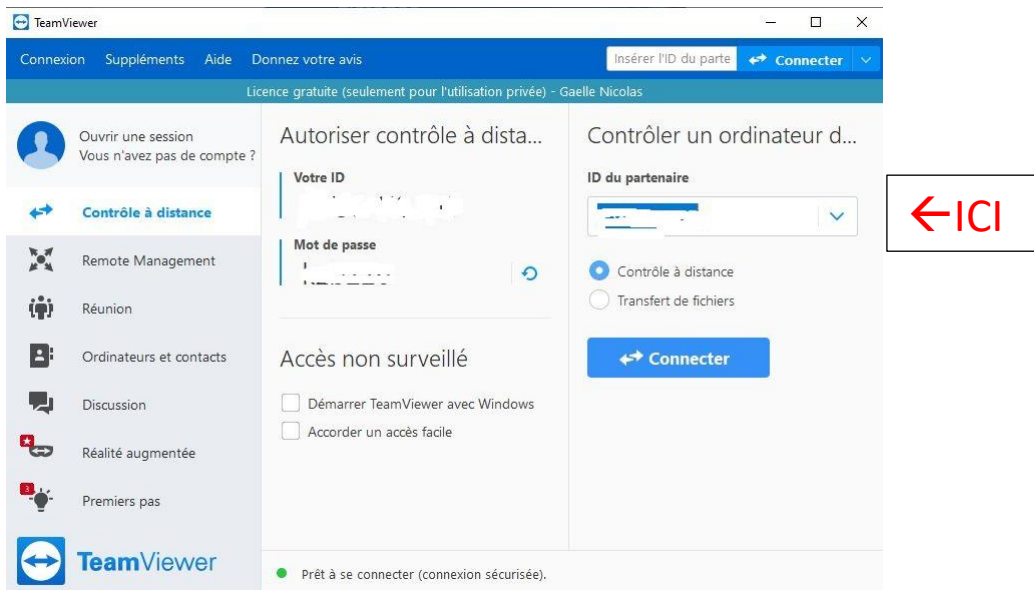 TeamViewer
Connexion Suppléments Aide Donnez votre avis Insérer l'ID du parte Connecter
Licence gratuite (seulement pour l'utilisation privée) - Gaelle Nicolas
Ouvrir une session
Vous n'avez pas de compte ?
Contrôle à distance
Remote Management
Réunion
Ordinateurs et contacts
Discussion
Réalité augmentée
3
Premiers pas
TeamViewer
Autoriser contrôle à dista...
Votre ID
Mot de passe
Accès non surveillé
Démarrer TeamViewer avec Windows
Accorder un accès facile
Contrôler un ordinateur d...
ID du partenaire
Contrôle à distance
Transfert de fichiers
Connecter
Prêt à se connecter (connexion sécurisée).
←ICI